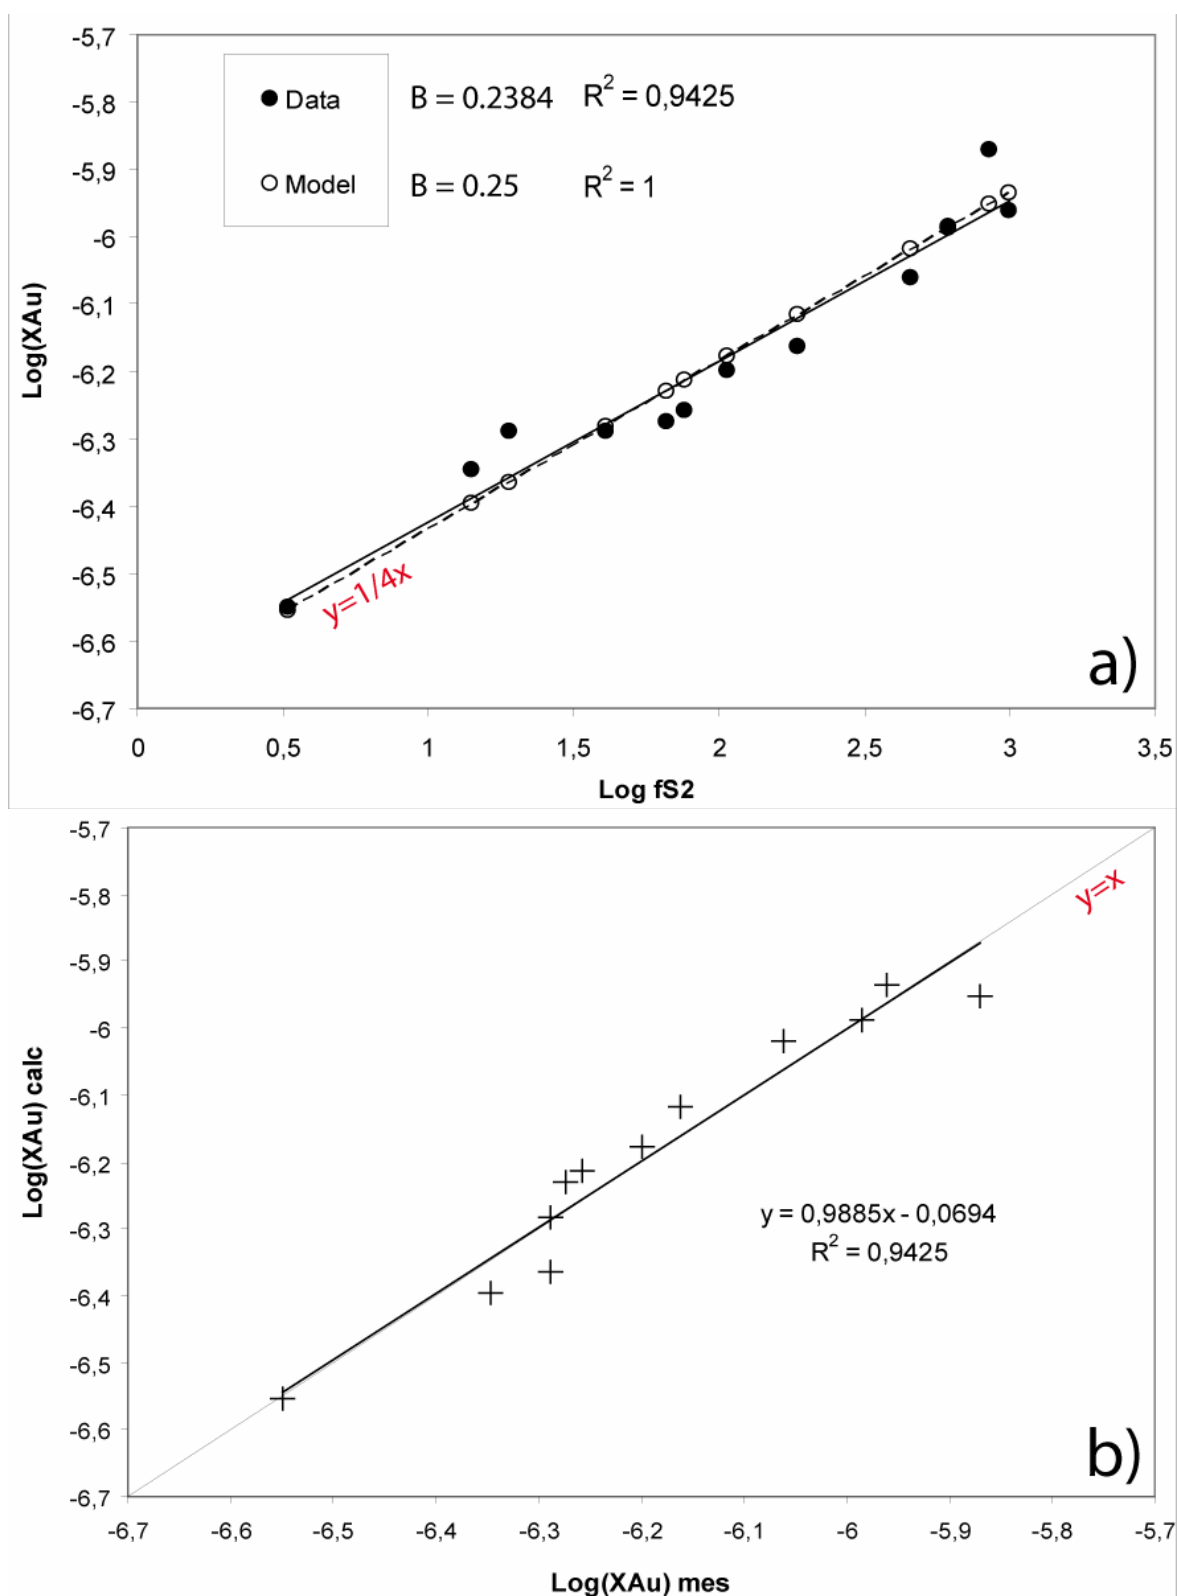 -5,7
-5,8
-5,9
-6
-6,1
-6,2
-6,3
-6,4
-6,5
-6,6
-6,7
Log(XAu)
Data B = 0.2384 R2 = 0,9425
Model B = 0.25 R2 = 1
y=1/4x
a)
0 0,5 1 1,5 2 2,5 3 3,5
Log fS2
-5,7
-5,8
-5,9
-6
-6,1
-6,2
-6,3
-6,4
-6,5
-6,6
-6,7
Log(XAu) calc
y=x
y = 0,9885x - 0,0694
R2 = 0,9425
b)
-6,7 -6,6 -6,5 -6,4 -6,3 -6,2 -6,1 -6 -5,9 -5,8 -5,7
Log(XAu) mes